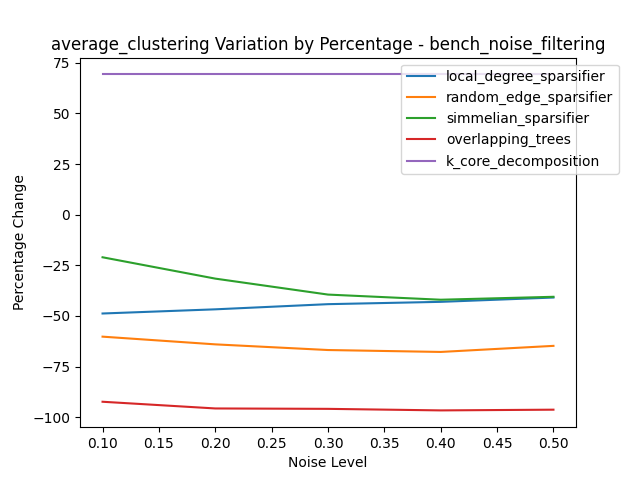 average_clustering Variation by Percentage - bench_noise_filtering
75
50
25
0
−25
−50
−75
−100
Percentage Change
local_degree_sparsifier
random_edge_sparsifier
simmelian_sparsifier
overlapping_trees
k_core_decomposition
0.10 0.15 0.20 0.25 0.30 0.35 0.40 0.45 0.50
Noise Level